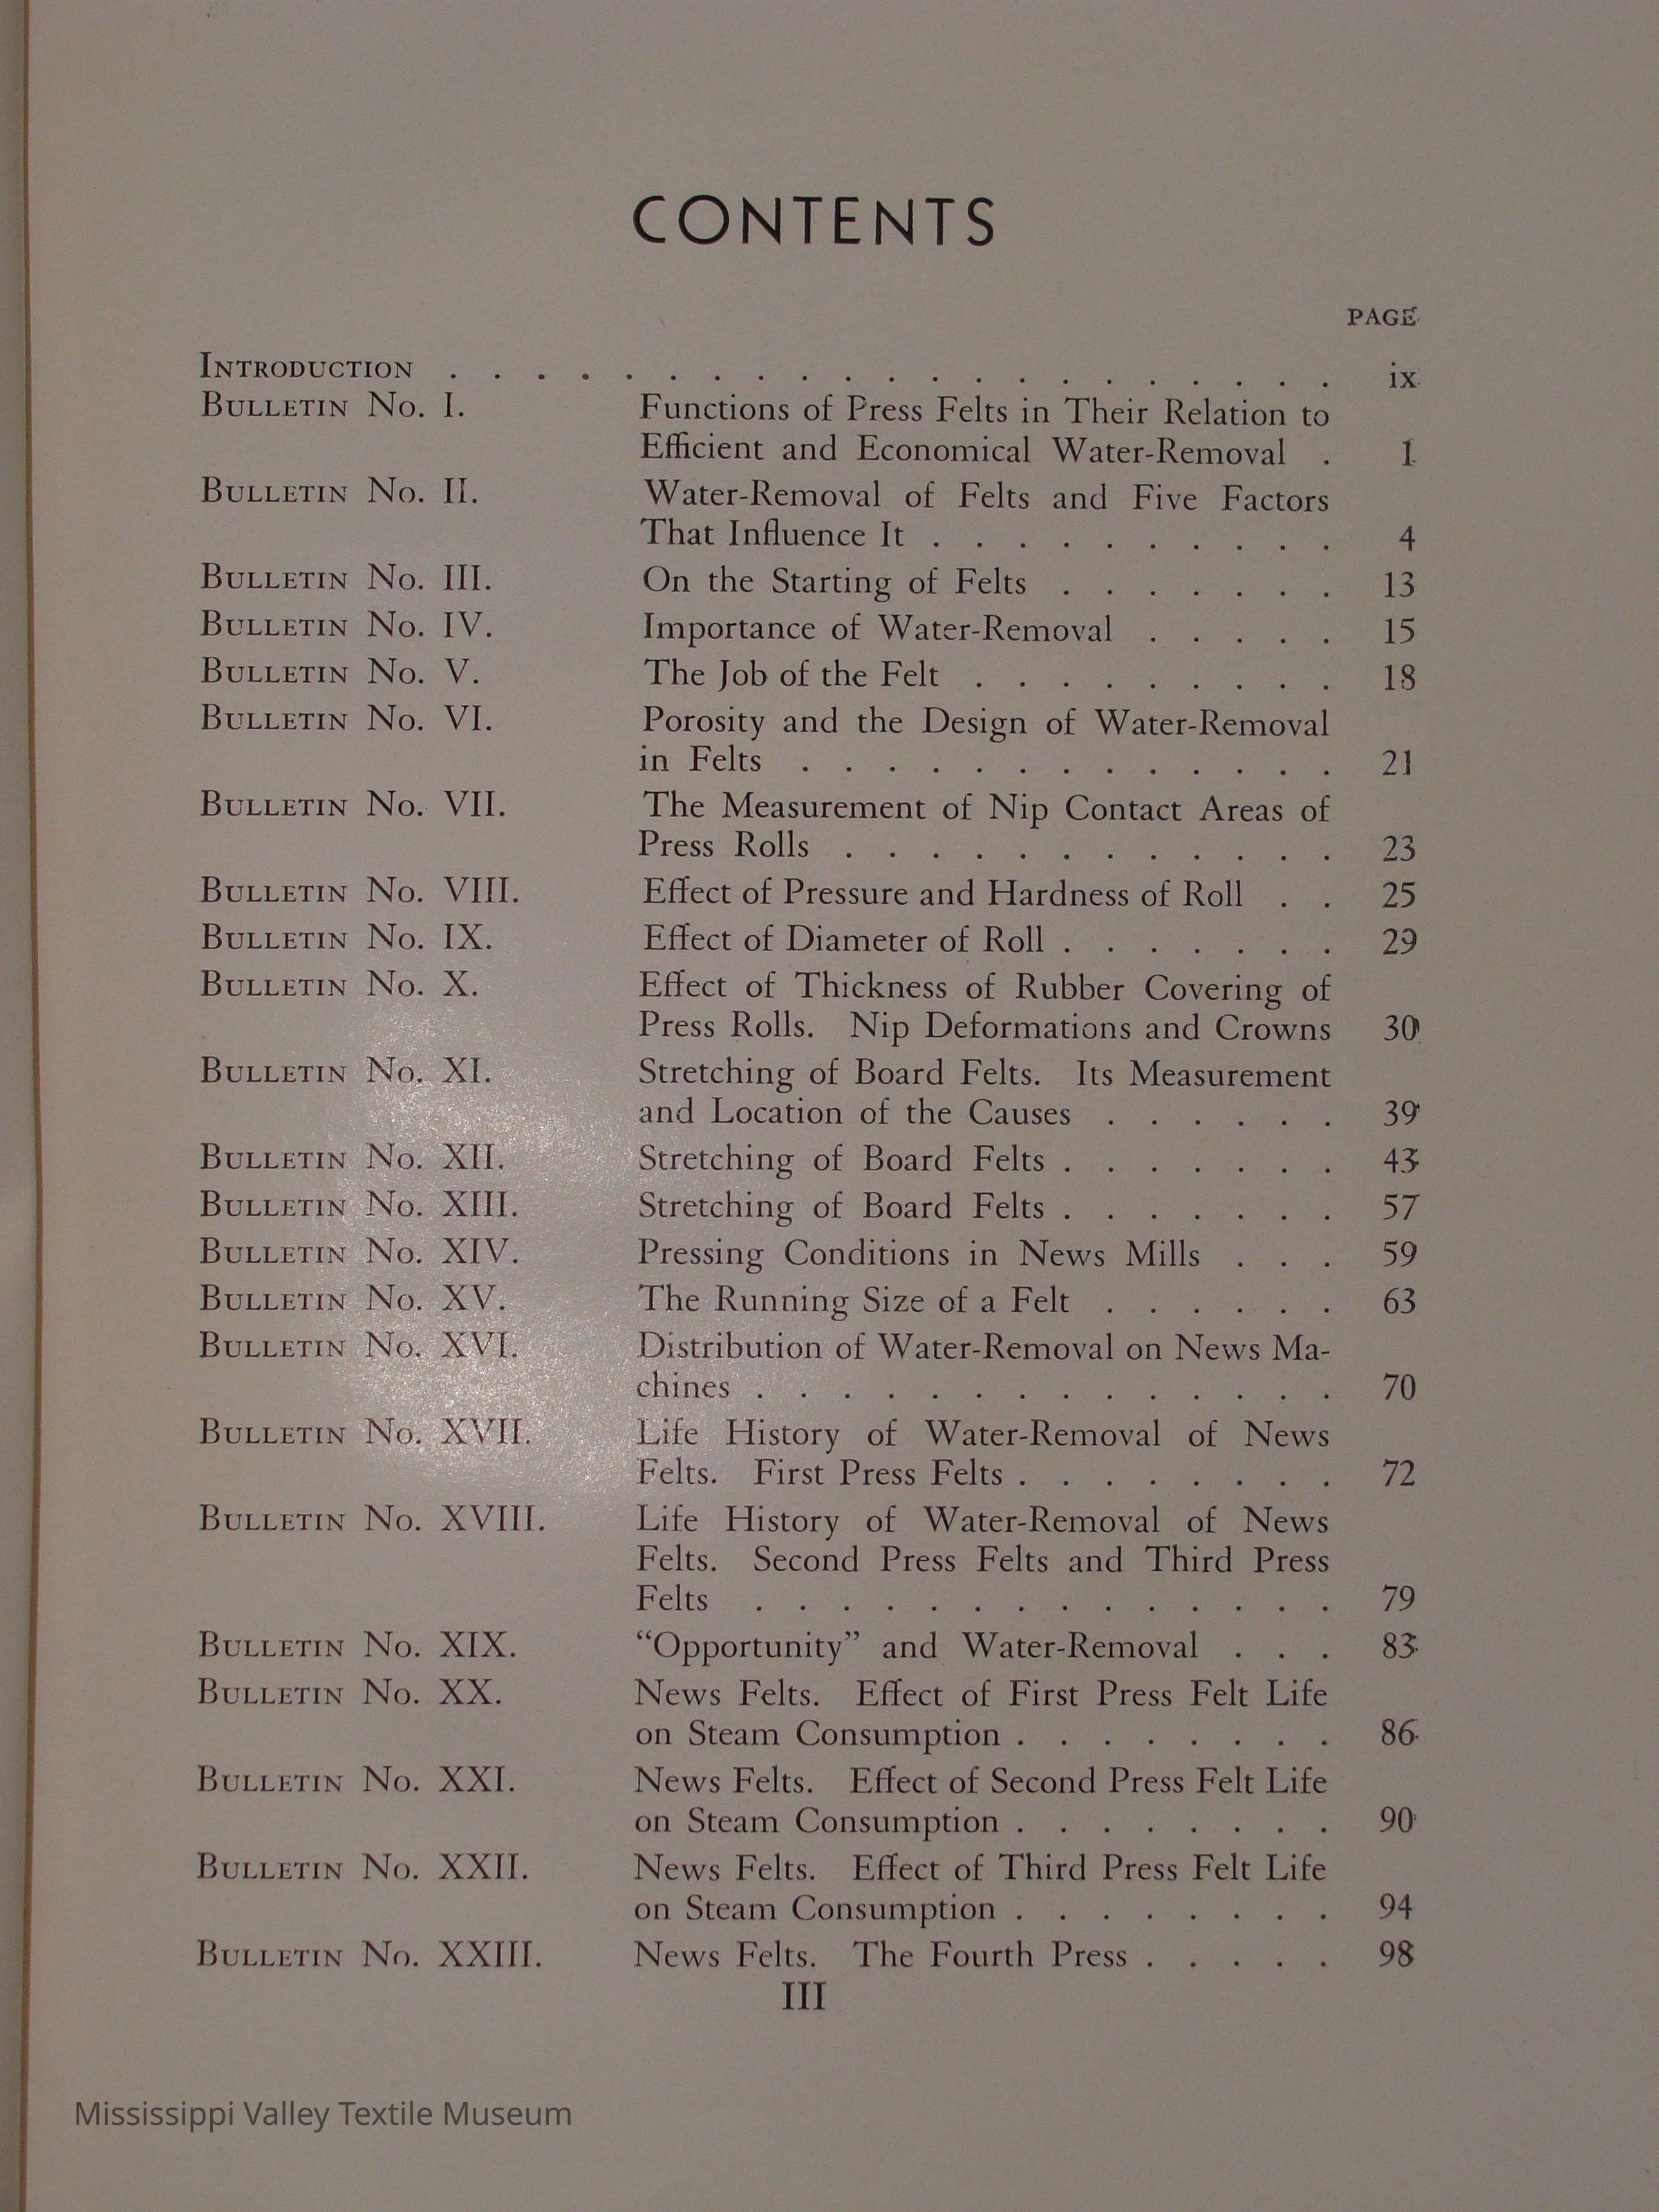 CONTENTS
PAGE
Introduction . . . . . . . . . . . . . . . . . . . . . ix
Bulletin No. I. Functions of Press Felts in Their Relation to
Efficient and Economical Water-Removal . 1
Bulletin No. II. Water-Removal of Felts and Five Factors
That Influence It . . . . . . . . . . 4
Bulletin No. III. On the Starting of Felts . . . . . . . 13
Bulletin No. IV. Importance of Water-Removal . . . . . 15
Bulletin No. V. The Job of the Felt . . . . . . . . . 18
Bulletin No. VI. Porosity and the Design of Water-Removal
in Felts . . . . . . . . . . . . . 21
Bulletin No. VII. The Measurement of Nip Contact Areas of
Press Rolls . . . . . . . . . . . . 23
Bulletin No. VIII. Effect of Pressure and Hardness of Roll . . 25
Bulletin No. IX. Effect of Diameter of Roll . . . . . . . 29
Bulletin No. X. Effect of Thickness of Rubber Covering of
Press Rolls. Nip Deformations and Crowns 30
Bulletin No. XI. Stretching of Board Felts. Its Measurement
and Location of the Causes . . . . . . 39
Bulletin No. XII. Stretching of Board Felts . . . . . . . 43
Bulletin No. XIII. Stretching of Board Felts . . . . . . . 57
Bulletin No. XIV. Pressing Conditions in News Mills . . . 59
Bulletin No. XV. The Running Size of a Felt . . . . . . 63
Bulletin No. XVI. Distribution of Water-Removal on News Ma-
chines . . . . . . . . . . . . . . 70
Bulletin No. XVII. Life History of Water-Removal of News
Felts. First Press Felts . . . . . . . . 72
Bulletin No. XVIII. Life History of Water-Removal of News
Felts. Second Press Felts and Third Press
Felts . . . . . . . . . . . . . . 79
Bulletin No. XIX. “Opportunity” and Water-Removal . . . 83
Bulletin No. XX. News Felts. Effect of First Press Felt Life
on Steam Consumption . . . . . . . . 86
Bulletin No. XXI. News Felts. Effect of Second Press Felt Life
on Steam Consumption . . . . . . . . 90
Bulletin No. XXII. News Felts. Effect of Third Press Felt Life
on Steam Consumption . . . . . . . . 94
Bulletin No. XXIII. News Felts. The Fourth Press . . . . . 98
III
Mississippi Valley Textile Museum